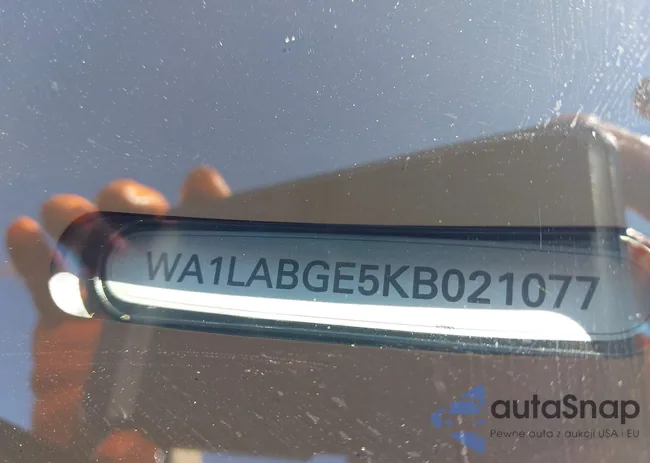 WA1LABGE5KB021077
autaSnap
Pewne auta z aukcji USA i EU